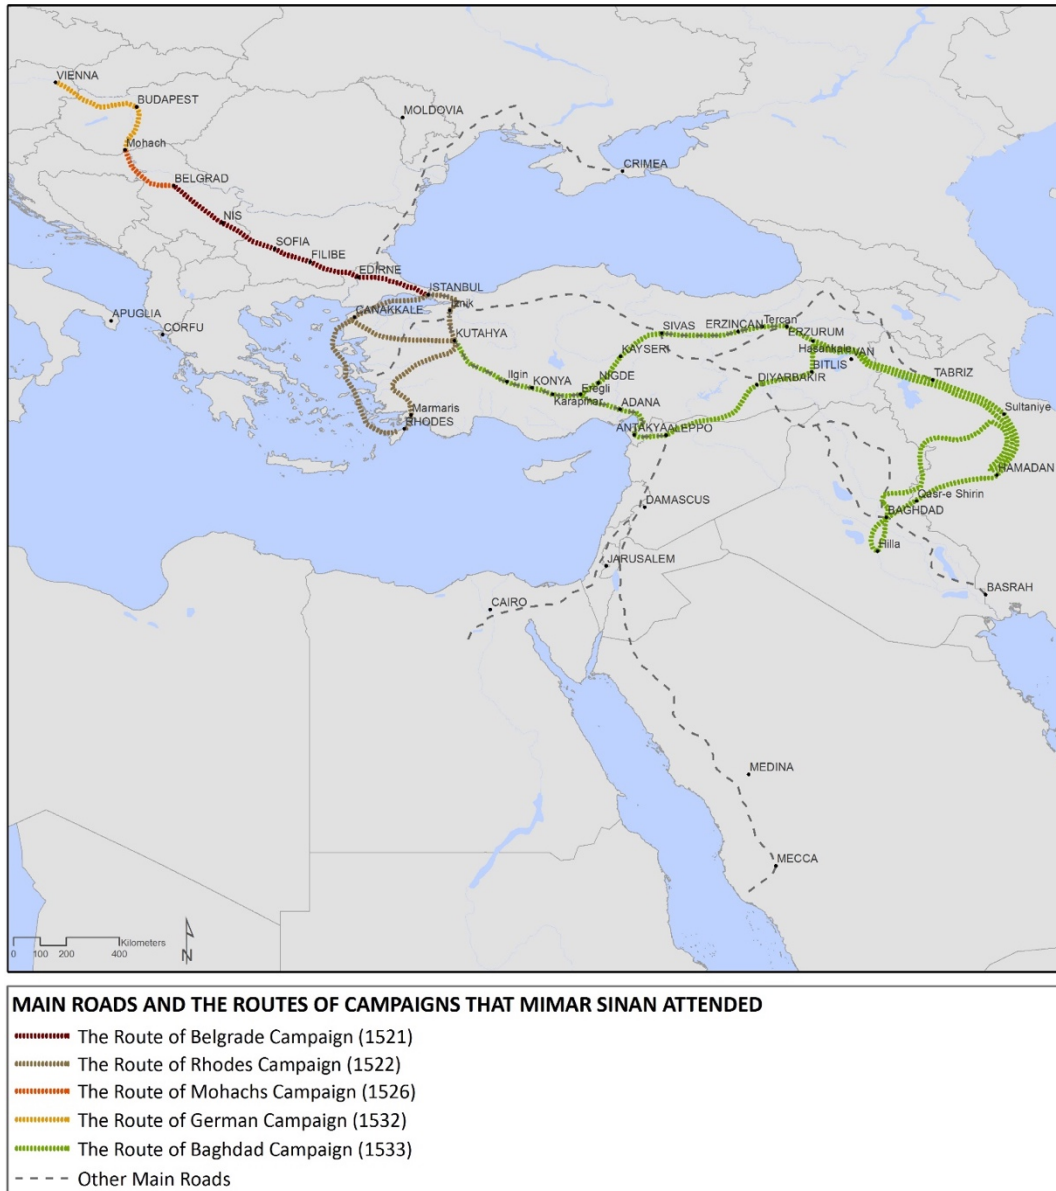 VIENNA
BUDAPEST
MOLDOVIA
Mohach
CRIMEA
BELGRAD
NIS
SOFIA
FILIBE
EDIRNE
ISTANBUL
Iznik
ÇANAKKALE
APUGLIA
CORFU
KUTAHYA
SIVAS
ERZINCAN
Tercan
ERZURUM
Hasankale
VAN
KAYSERI
BITLIS
TABRIZ
Ilgin
KONYA
NIGDE
Eregli
DIYARBAKIR
Karapinar
ADANA
Sultaniye
Marmaris
RHODES
ANTAKYA
ALEPPO
HAMADAN
Qasr-e Shirin
DAMASCUS
BAGHDAD
Hilla
JARUSALEM
BASRAH
CAIRO
MEDINA
MECCA
Kilometers
0 100 200 400
N
MAIN ROADS AND THE ROUTES OF CAMPAIGNS THAT MIMAR SINAN ATTENDED
The Route of Belgrade Campaign (1521)
The Route of Rhodes Campaign (1522)
The Route of Mohachs Campaign (1526)
The Route of German Campaign (1532)
The Route of Baghdad Campaign (1533)
Other Main Roads